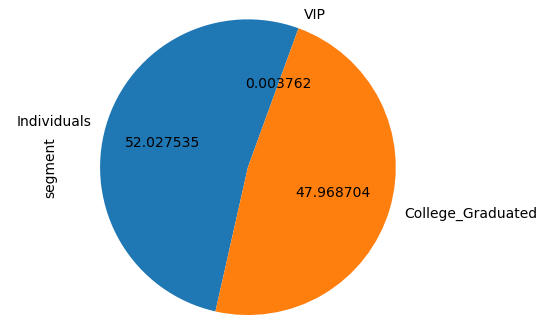 VIP
0.003762
Individuals
52.027535
segment
47.968704
College_Graduated